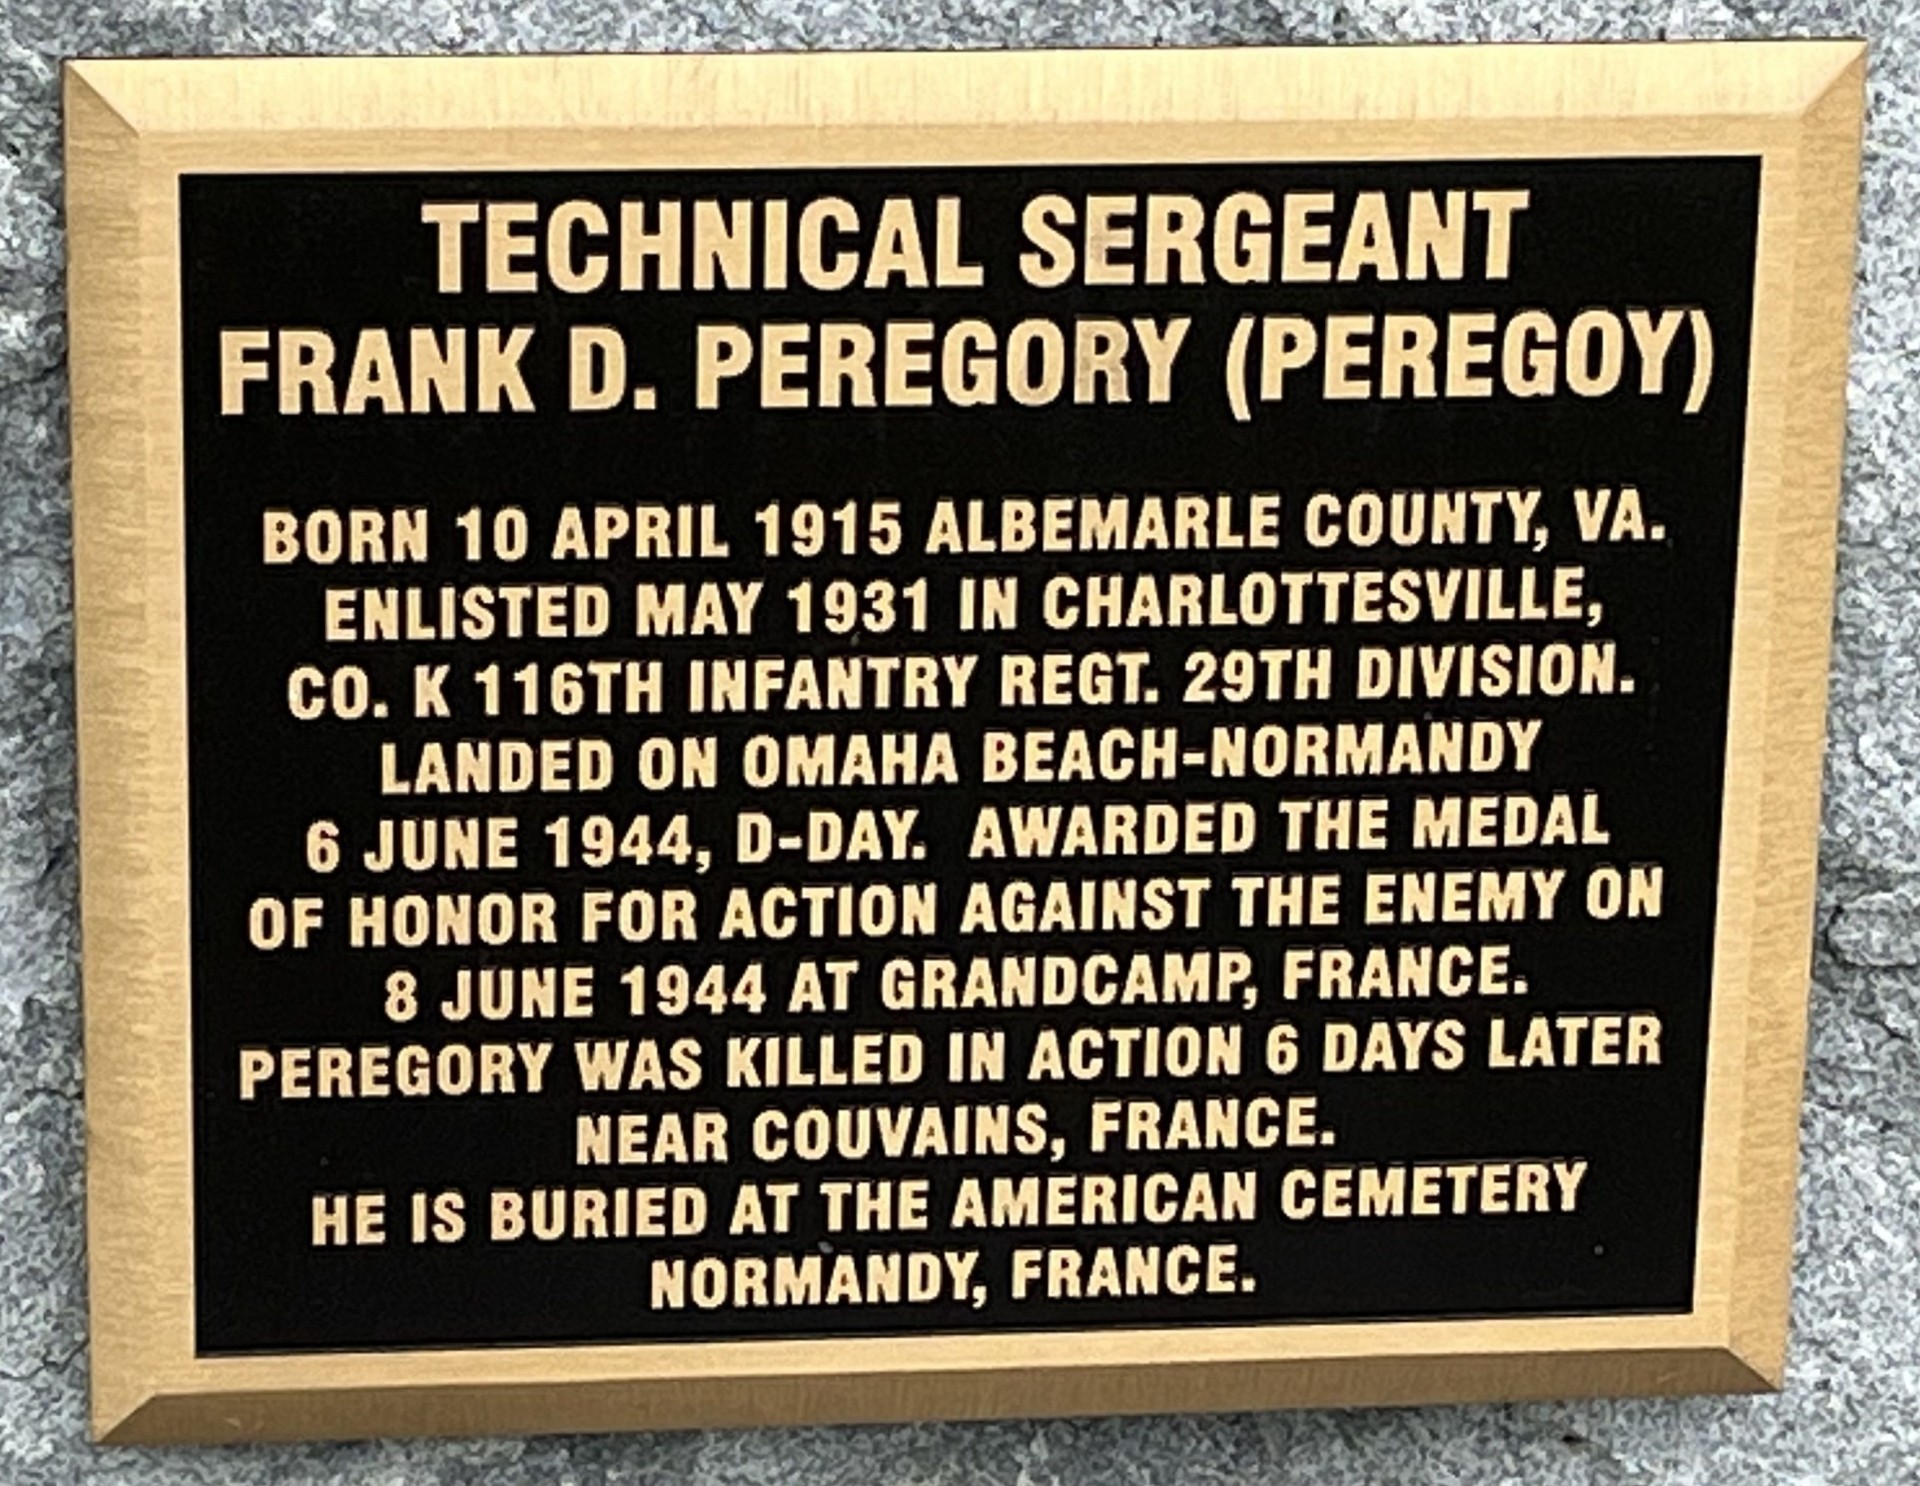 TECHNICAL SERGEANT
FRANK D. PEREGORY (PEREGOY)
BORN 10 APRIL 1915 ALBEMARLE COUNTY, VA.
ENLISTED MAY 1931 IN CHARLOTTESVILLE,
CO. K 116TH INFANTRY REGT. 29TH DIVISION.
LANDED ON OMAHA BEACH-NORMANDY
6 JUNE 1944, D-DAY. AWARDED THE MEDAL
OF HONOR FOR ACTION AGAINST THE ENEMY ON
8 JUNE 1944 AT GRANDCAMP, FRANCE.
PEREGORY WAS KILLED IN ACTION 6 DAYS LATER
NEAR COUVAINS, FRANCE.
HE IS BURIED AT THE AMERICAN CEMETERY
NORMANDY, FRANCE.